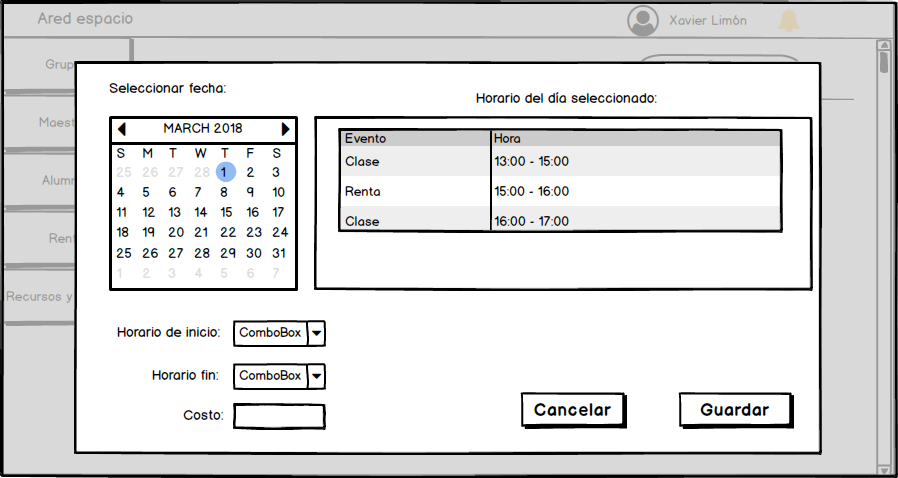 Ared espacio
Xavier Limón
Grup
Maest
Alumn
Rent
Recursos y
Seleccionar fecha:
MARCH 2018
S M T W T F S
25 26 27 28 1 2 3
4 5 6 7 8 9 10
11 12 13 14 15 16 17
18 19 20 21 22 23 24
25 26 27 28 29 30 31
1 2 3 4 5 6 7
Horario del día seleccionado:
Evento Hora
Clase 13:00 - 15:00
Renta 15:00 - 16:00
Clase 16:00 - 17:00
Horario de inicio: ComboBox
Horario fin: ComboBox
Costo:
Cancelar
Guardar